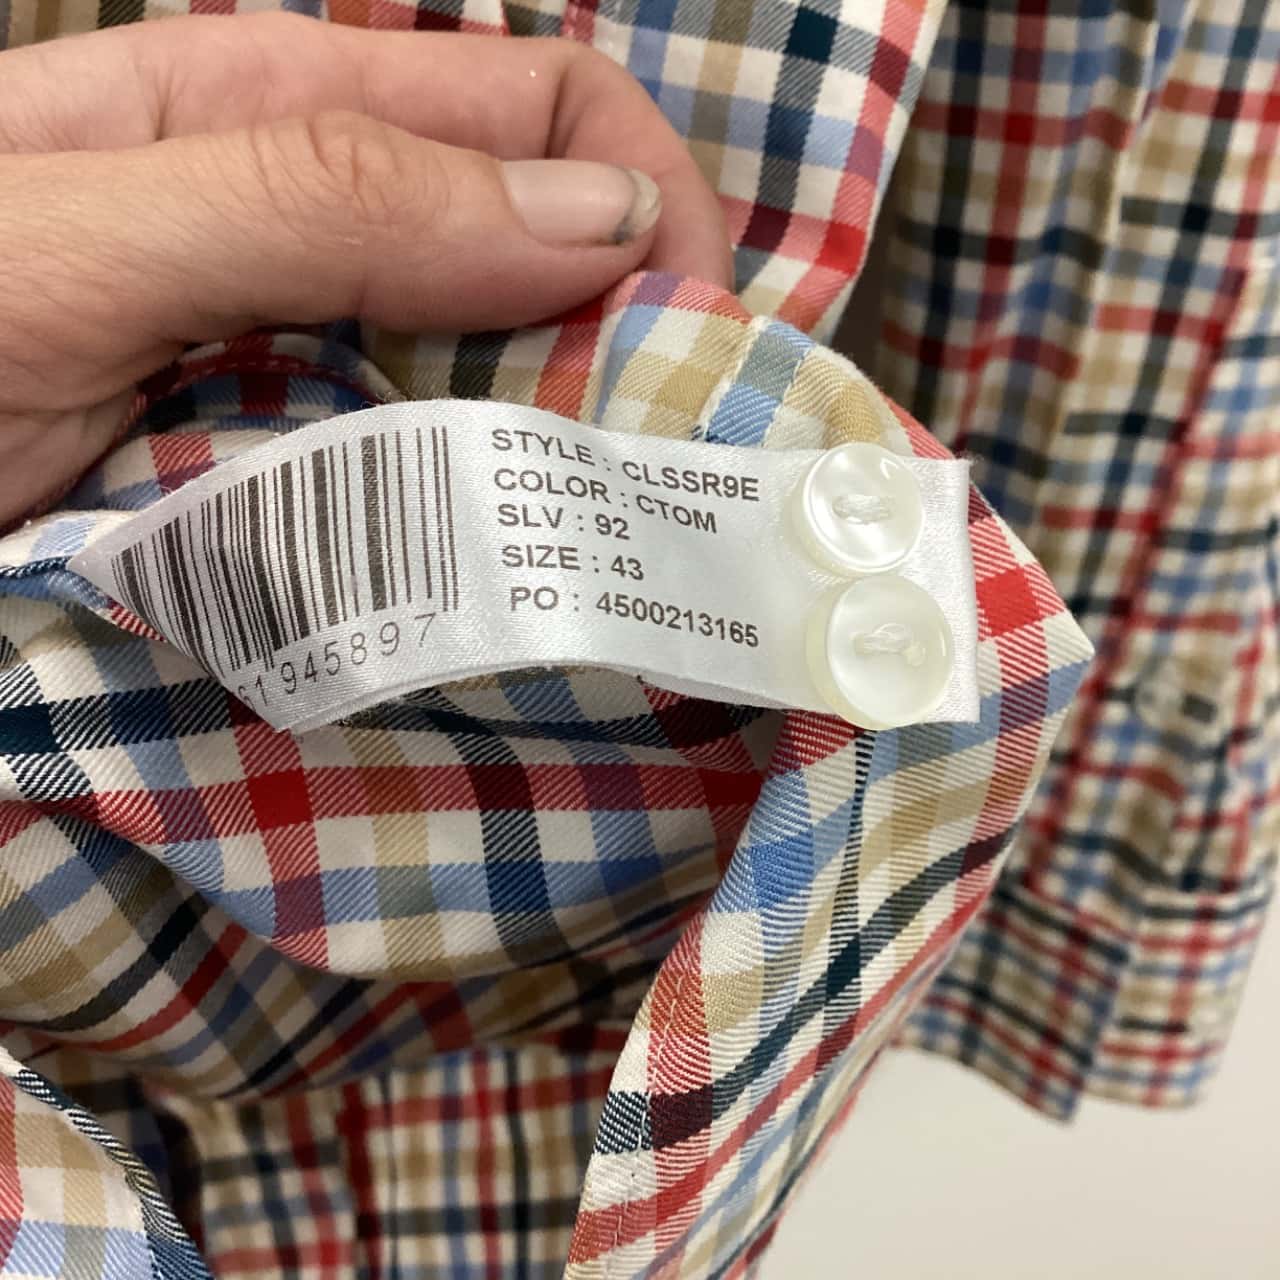 STYLE : CLSSR9E
COLOR : CTOM
SLV : 92
SIZE : 43
PO : 4500213165
1945897